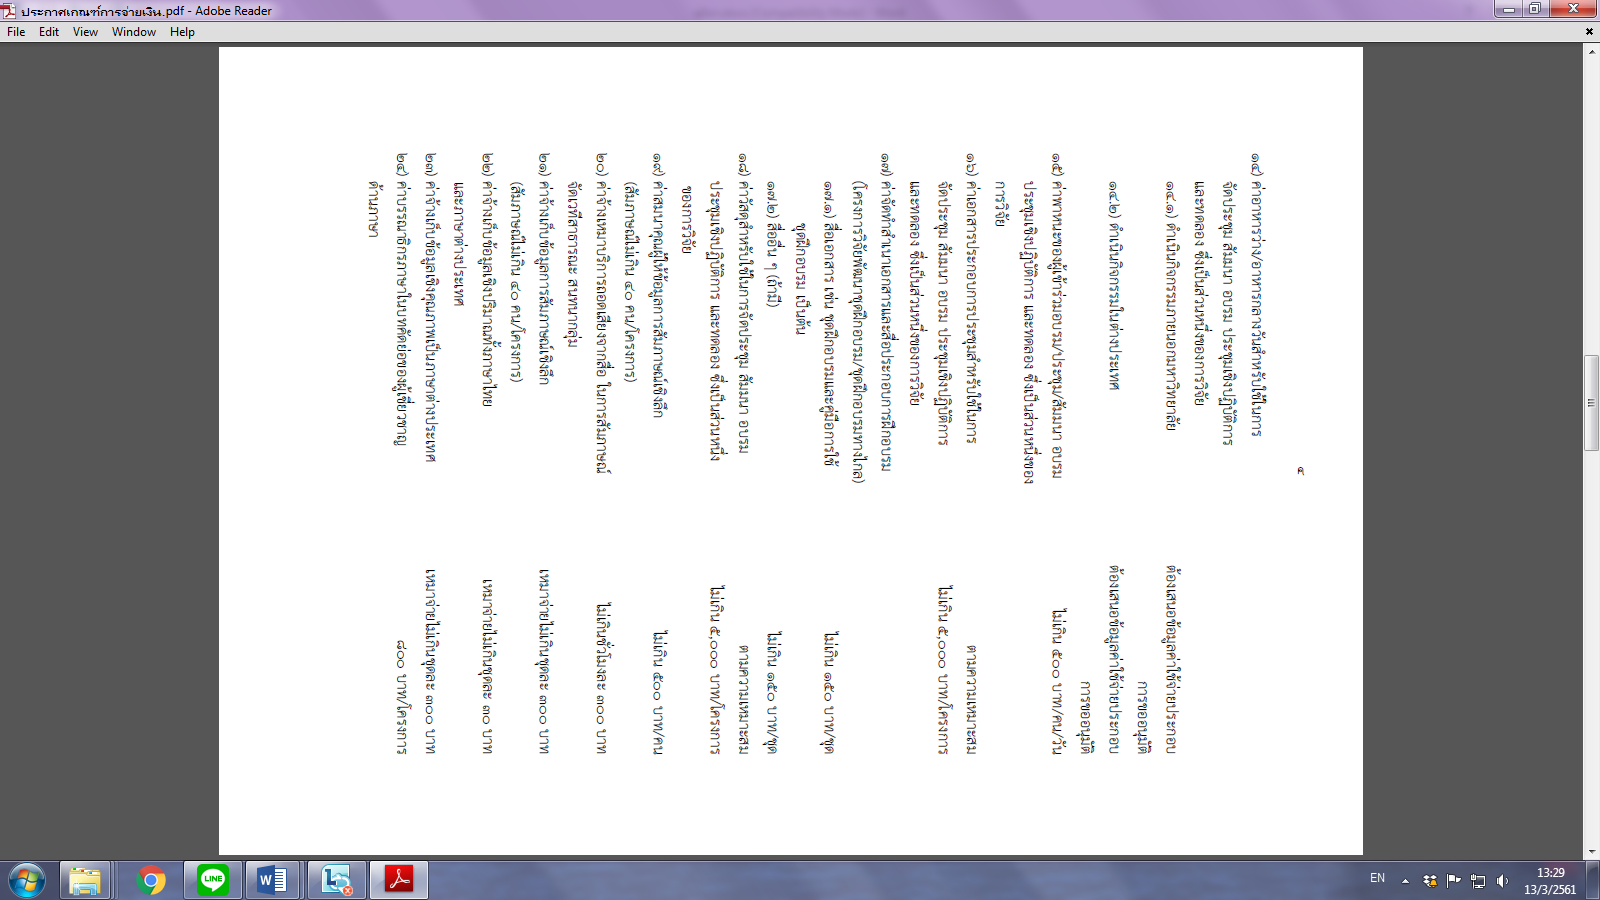 ประกาศเกณฑ์การจ่ายเงิน.pdf - Adobe Reader
File Edit View Window Help
๓
๑๔) ค่าอาหารว่าง/อาหารกลางวันสำหรับใช้ในการ
จัดประชุม สัมมนา อบรม ประชุมเชิงปฏิบัติการ
และทดลอง ซึ่งเป็นส่วนหนึ่งของการวิจัย
๑๔.๑) ดำเนินกิจกรรมภายนอกมหาวิทยาลัย ต้องเสนอข้อมูลค่าใช้จ่ายประกอบ
การขออนุมัติ
๑๔.๒) ดำเนินกิจกรรมในต่างประเทศ ต้องเสนอข้อมูลค่าใช้จ่ายประกอบ
การขออนุมัติ
๑๕) ค่าพาหนะของผู้เข้าร่วมอบรม/ประชุม/สัมมนา อบรม ไม่เกิน ๕๐๐ บาท/คน/วัน
ประชุมเชิงปฏิบัติการ และทดลอง ซึ่งเป็นส่วนหนึ่งของ
การวิจัย
๑๖) ค่าเอกสารประกอบการประชุมสำหรับใช้ในการ ตามความเหมาะสม
จัดประชุม สัมมนา อบรม ประชุมเชิงปฏิบัติการ ไม่เกิน ๕,๐๐๐ บาท/โครงการ
และทดลอง ซึ่งเป็นส่วนหนึ่งของการวิจัย
๑๗) ค่าจัดทำสำเนาเอกสารและสื่อประกอบการฝึกอบรม
(โครงการวิจัยพัฒนาชุดฝึกอบรม/ชุดฝึกอบรมทางไกล)
๑๗.๑) สื่อเอกสาร เช่น ชุดฝึกอบรมและคู่มือการใช้ ไม่เกิน ๑๕๐ บาท/ชุด
ชุดฝึกอบรม เป็นต้น
๑๗.๒) สื่ออื่น ๆ (ถ้ามี) ไม่เกิน ๑๕๐ บาท/ชุด
๑๘) ค่าวัสดุสำหรับใช้ในการจัดประชุม สัมมนา อบรม ตามความเหมาะสม
ประชุมเชิงปฏิบัติการ และทดลอง ซึ่งเป็นส่วนหนึ่ง ไม่เกิน ๕,๐๐๐ บาท/โครงการ
ของการวิจัย
๑๙) ค่าสมนาคุณผู้ให้ข้อมูลการสัมภาษณ์เชิงลึก ไม่เกิน ๕๐๐ บาท/คน
(สัมภาษณ์ไม่เกิน ๔๐ คน/โครงการ)
๒๐) ค่าจ้างเหมาบริการถอดเสียงจากสื่อ ในการสัมภาษณ์ ไม่เกินชั่วโมงละ ๓๐๐ บาท
จัดเวทีสาธารณะ สนทนากลุ่ม
๒๑) ค่าจ้างเก็บข้อมูลการสัมภาษณ์เชิงลึก เหมาจ่ายไม่เกินชุดละ ๓๐๐ บาท
(สัมภาษณ์ไม่เกิน ๔๐ คน/โครงการ)
๒๒) ค่าจ้างเก็บข้อมูลเชิงปริมาณทั้งภาษาไทย เหมาจ่ายไม่เกินชุดละ ๓๐ บาท
และภาษาต่างประเทศ
๒๓) ค่าจ้างเก็บข้อมูลเชิงคุณภาพเป็นภาษาต่างประเทศ เหมาจ่ายไม่เกินชุดละ ๓๐๐ บาท
๒๔) ค่าบรรณาธิกรภาษาในบทคัดย่อของผู้เชี่ยวชาญ ๘๐๐ บาท/โครงการ
ด้านภาษา
LINE
EN
13:29
13/3/2561